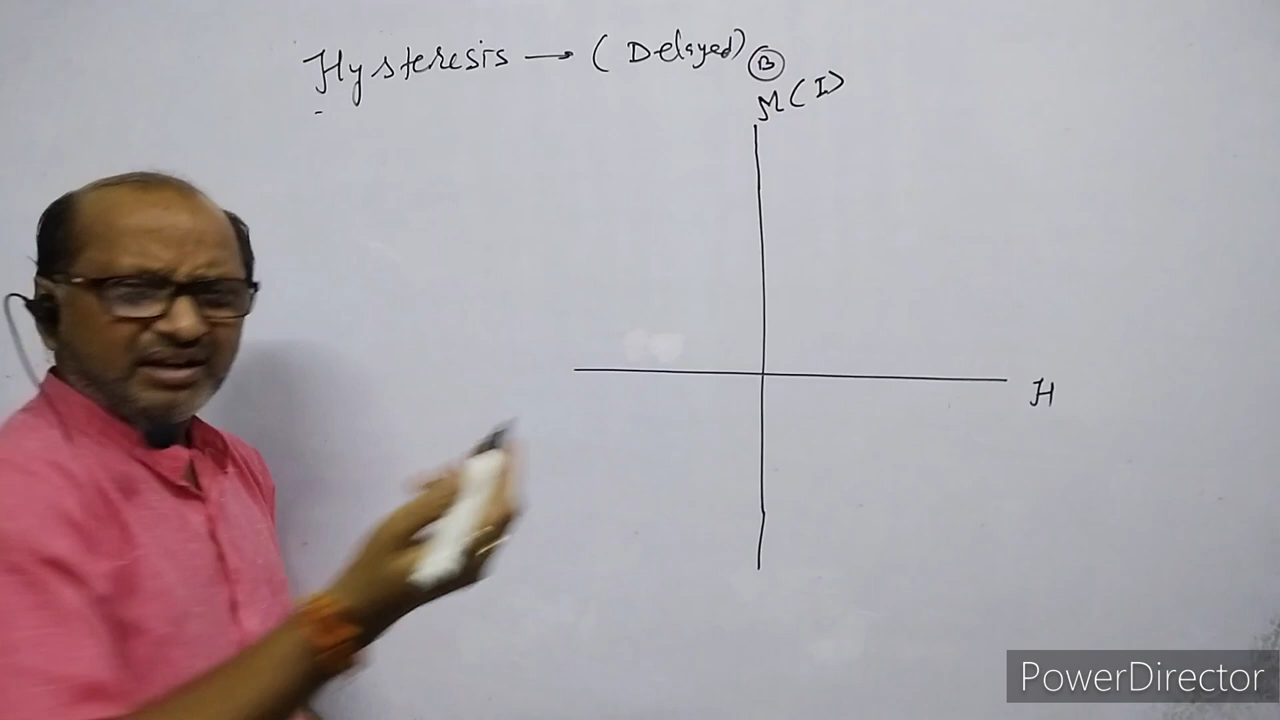 Hysteresis → (Delayed) B
M(I)
H
PowerDirector